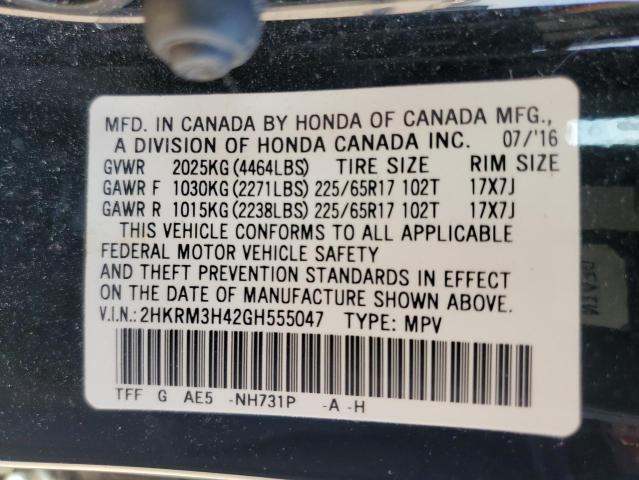 MFD. IN CANADA BY HONDA OF CANADA MFG.,
A DIVISION OF HONDA CANADA INC. 07/'16
GVWR 2025KG(4464LBS) TIRE SIZE RIM SIZE
GAWR F 1030KG(2271LBS) 225/65R17 102T 17X7J
GAWR R 1015KG(2238LBS) 225/65R17 102T 17X7J
THIS VEHICLE CONFORMS TO ALL APPLICABLE
FEDERAL MOTOR VEHICLE SAFETY
AND THEFT PREVENTION STANDARDS IN EFFECT
ON THE DATE OF MANUFACTURE SHOWN ABOVE.
V.I.N.: 2HKRM3H42GH555047 TYPE: MPV
TFF G AE5 -NH731P -A -H